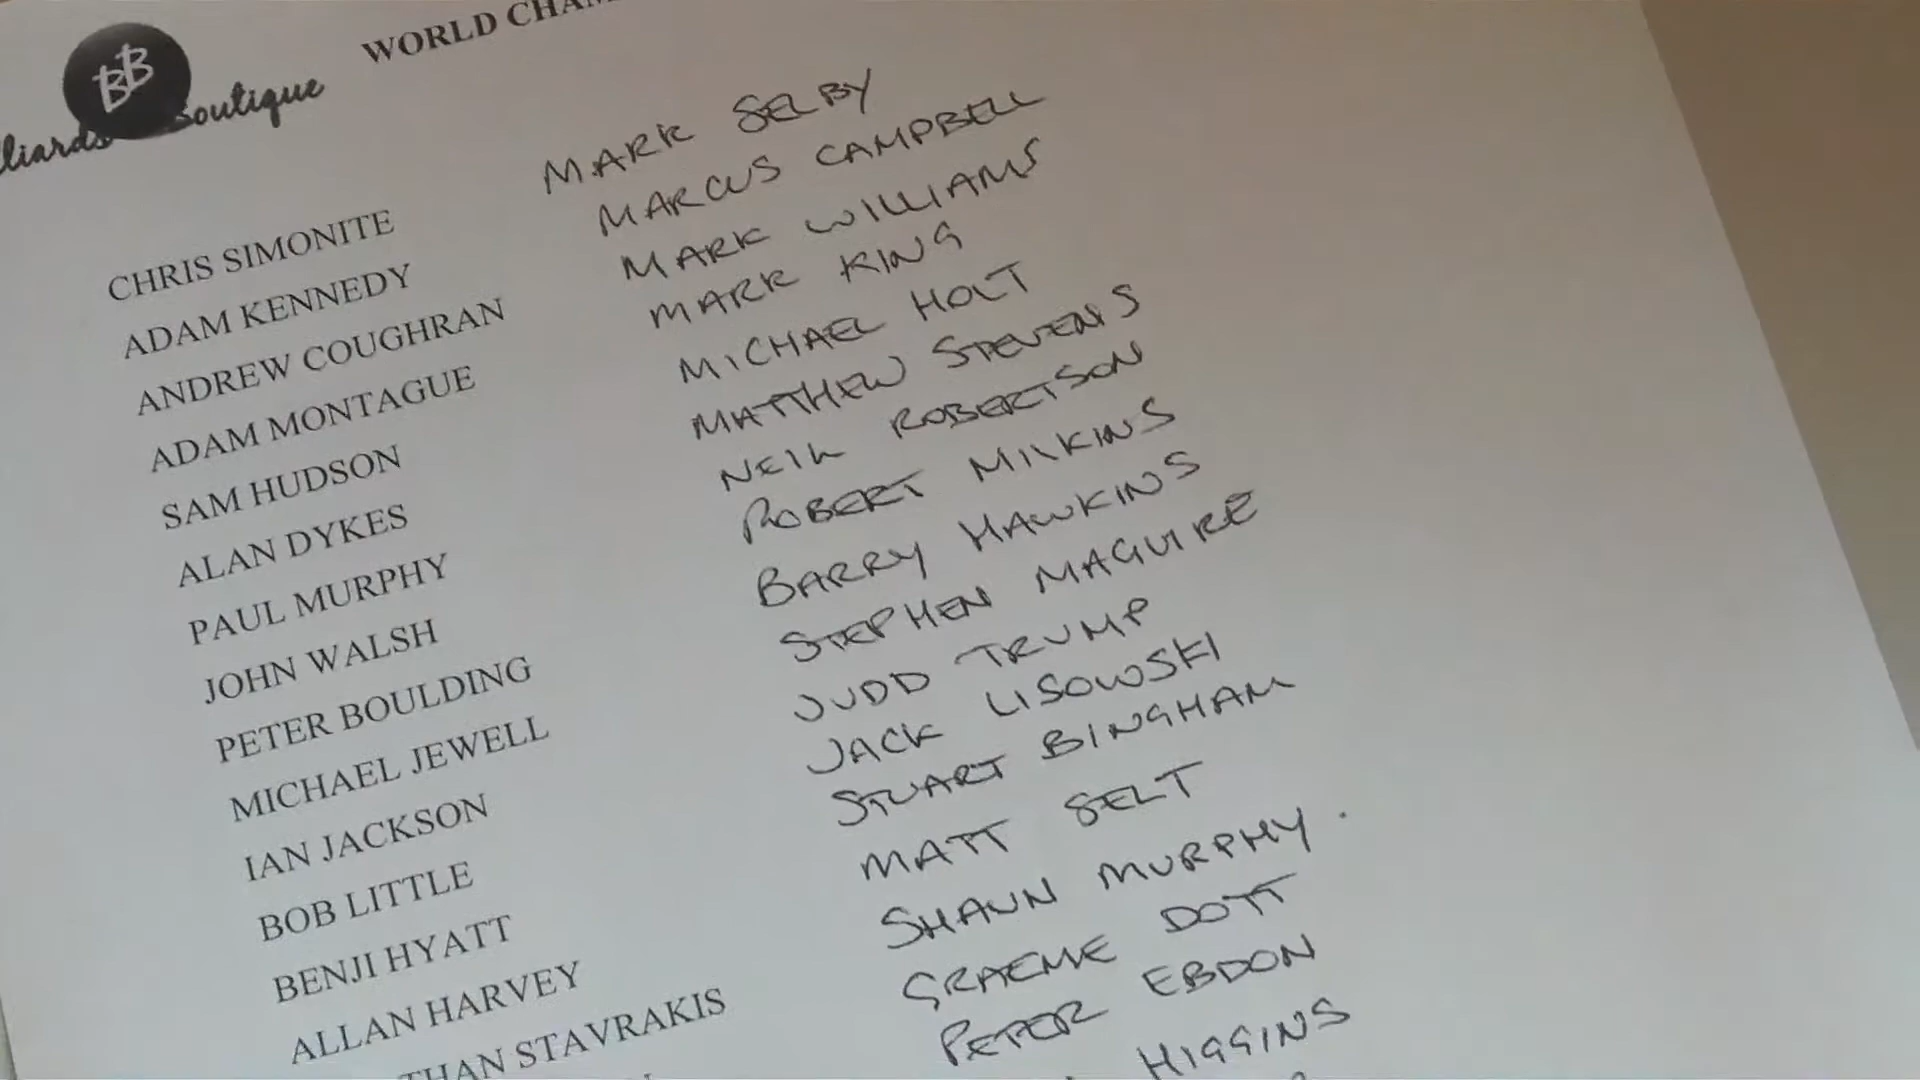 BB
WORLD
outique
liards
CHRIS SIMONITE
ADAM KENNEDY
ANDREW COUGHRAN
ADAM MONTAGUE
SAM HUDSON
ALAN DYKES
PAUL MURPHY
JOHN WALSH
PETER BOULDING
MICHAEL JEWELL
IAN JACKSON
BOB LITTLE
BENJI HYATT
ALLAN HARVEY
THAN STAVRAKIS
MARK SELBY
MARCUS CAMPBELL
MARK WILLIAMS
MARK KING
MICHAEL HOLT
MATTHEW STEVENS
NEIL ROBERTSON
ROBERT MILKINS
BARRY HAWKINS
STEPHEN MAGUIRE
JUDD TRUMP
JACK LISOWSKI
STUART BINGHAM
MATT SELT
SHAUN MURPHY.
GRAEME DOTT
PETER EBDON
HIGGINS